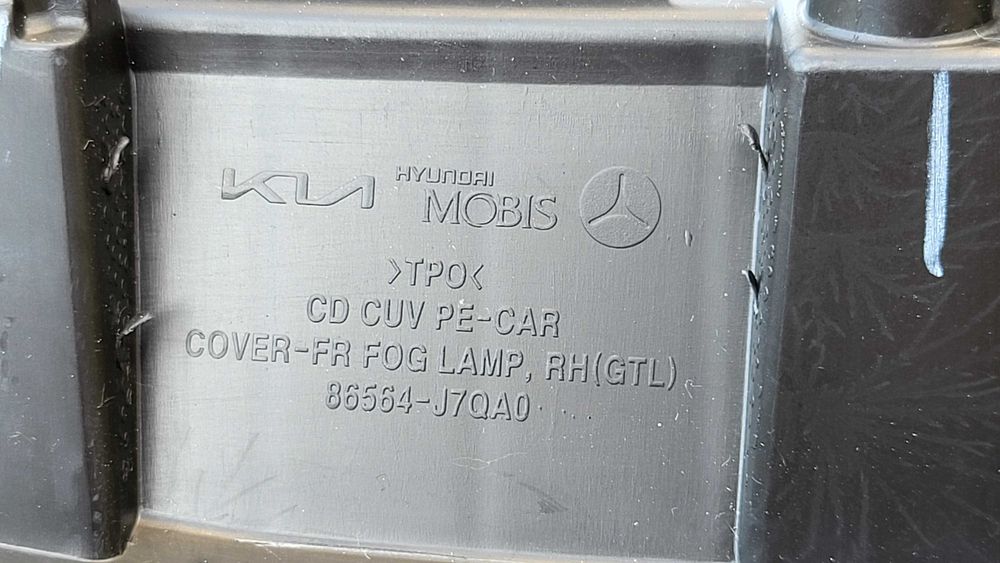 KIA HYUNDAI
MOBIS
>TPO<
CD CUV PE-CAR
COVER-FR FOG LAMP, RH(GTL)
86564-J7QA0